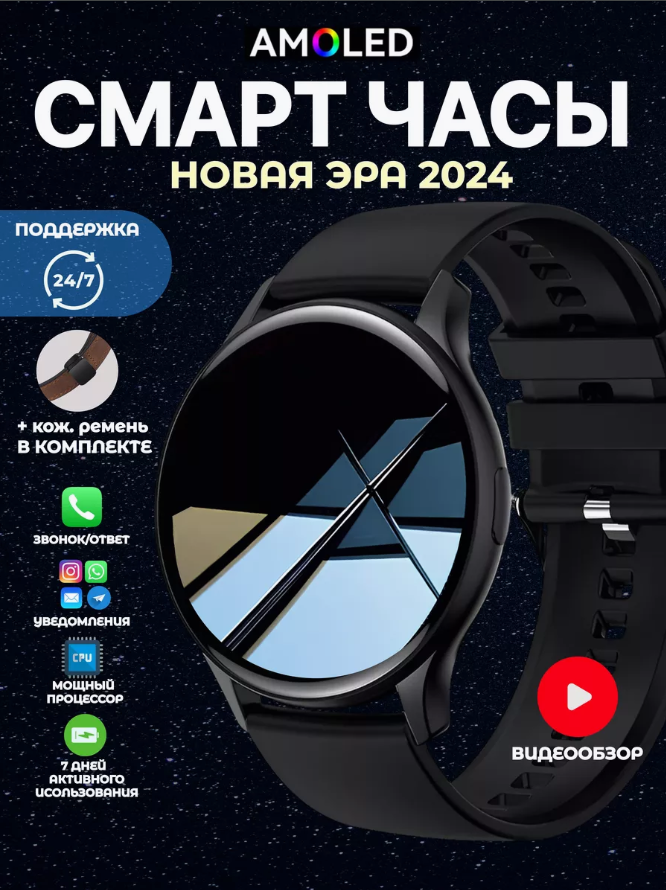 AMOLED
СМАРТ ЧАСЫ
НОВАЯ ЭРА 2024
ПОДДЕРЖКА
24/7
+ кож. ремень
В КОМПЛЕКТЕ
ЗВОНОК/ОТВЕТ
УВЕДОМЛЕНИЯ
CPU
МОЩНЫЙ
ПРОЦЕССОР
7 ДНЕЙ
АКТИВНОГО
ИСОЛЬЗОВАНИЯ
ВИДЕООБЗОР